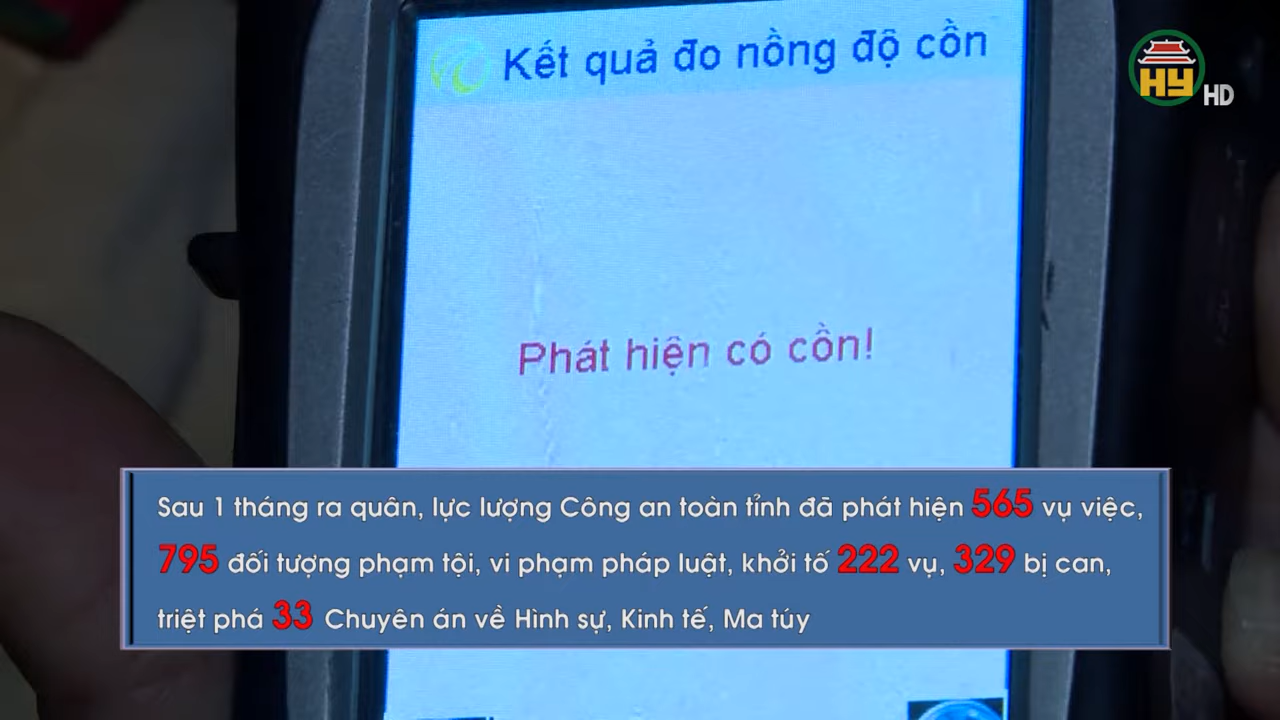 Kết quả đo nồng độ cồn
HY
HD
Phát hiện có cồn!
Sau 1 tháng ra quân, lực lượng Công an toàn tỉnh đã phát hiện 565 vụ việc,
795 đối tượng phạm tội, vi phạm pháp luật, khởi tố 222 vụ, 329 bị can,
triệt phá 33 Chuyên án về Hình sự, Kinh tế, Ma túy